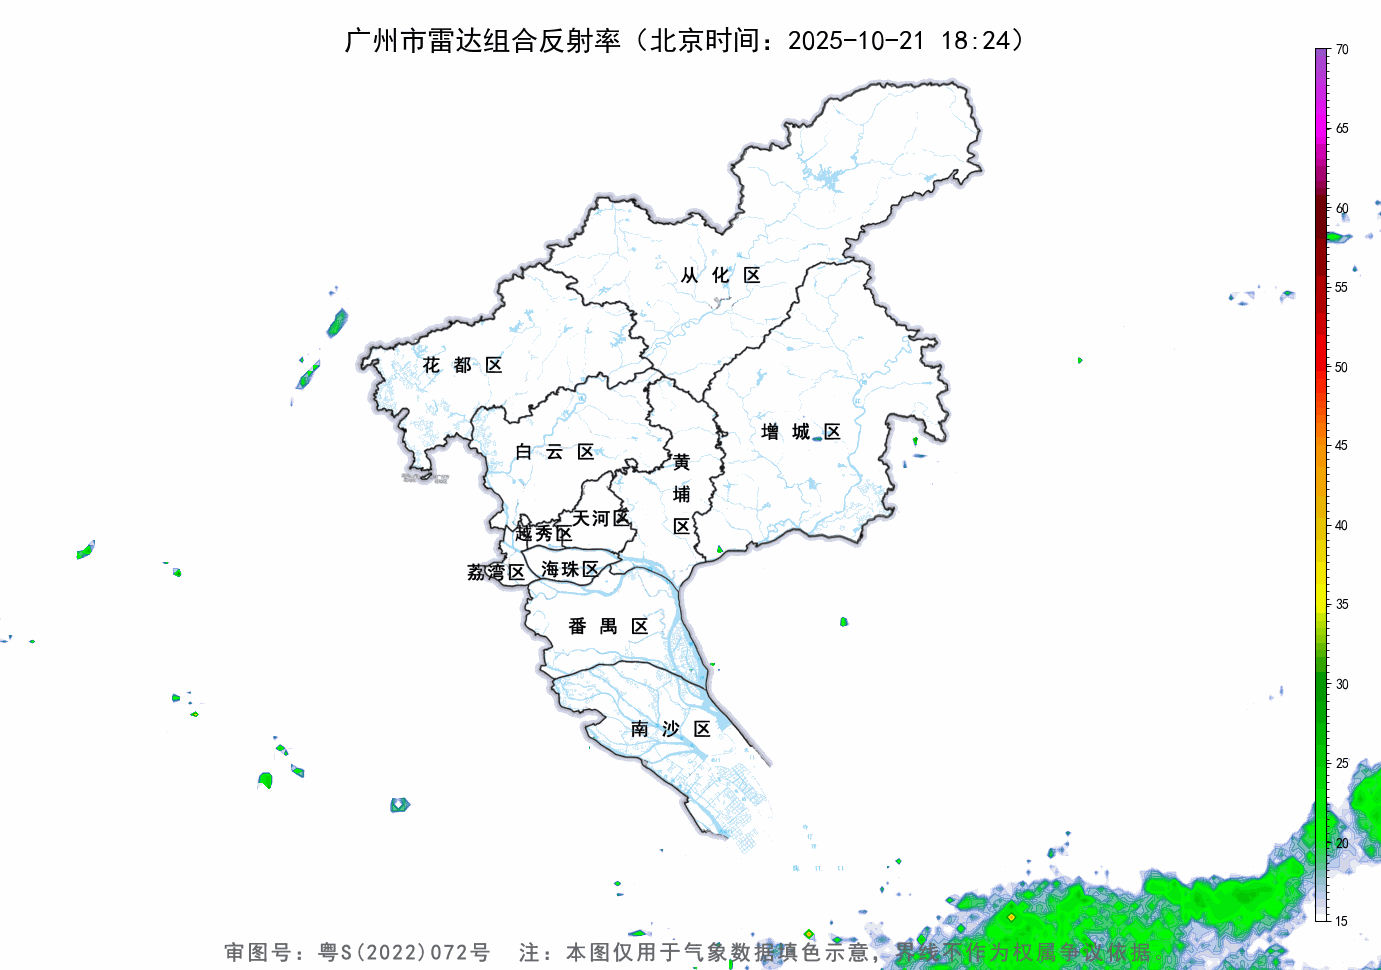 广州市雷达组合反射率（北京时间：2025-10-21 18:24）
70
65
60
55
50
45
40
35
30
25
20
15
从化区
花都区
增城区
白云区
黄埔区
天河区
越秀区
荔湾区
海珠区
番禺区
南沙区
审图号：粤S(2022)072号 注：本图仅用于气象数据填色示意，界线不作为权属争议依据.